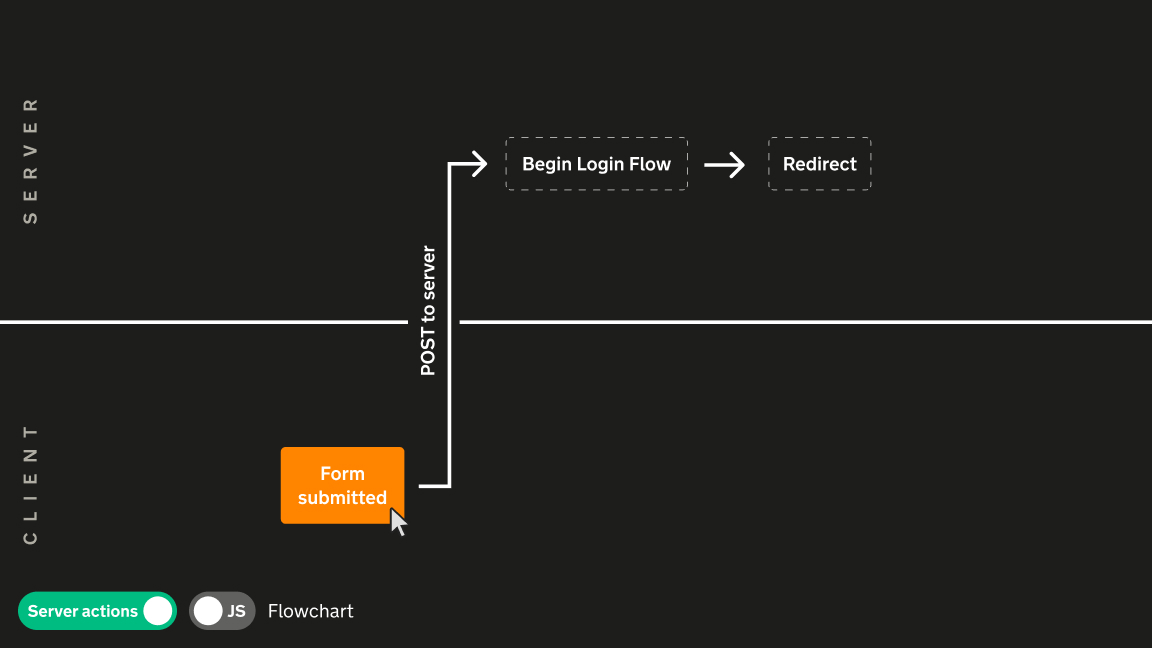 SERVER
Begin Login Flow
Redirect
POST to server
CLIENT
Form
submitted
Server actions
JS
Flowchart